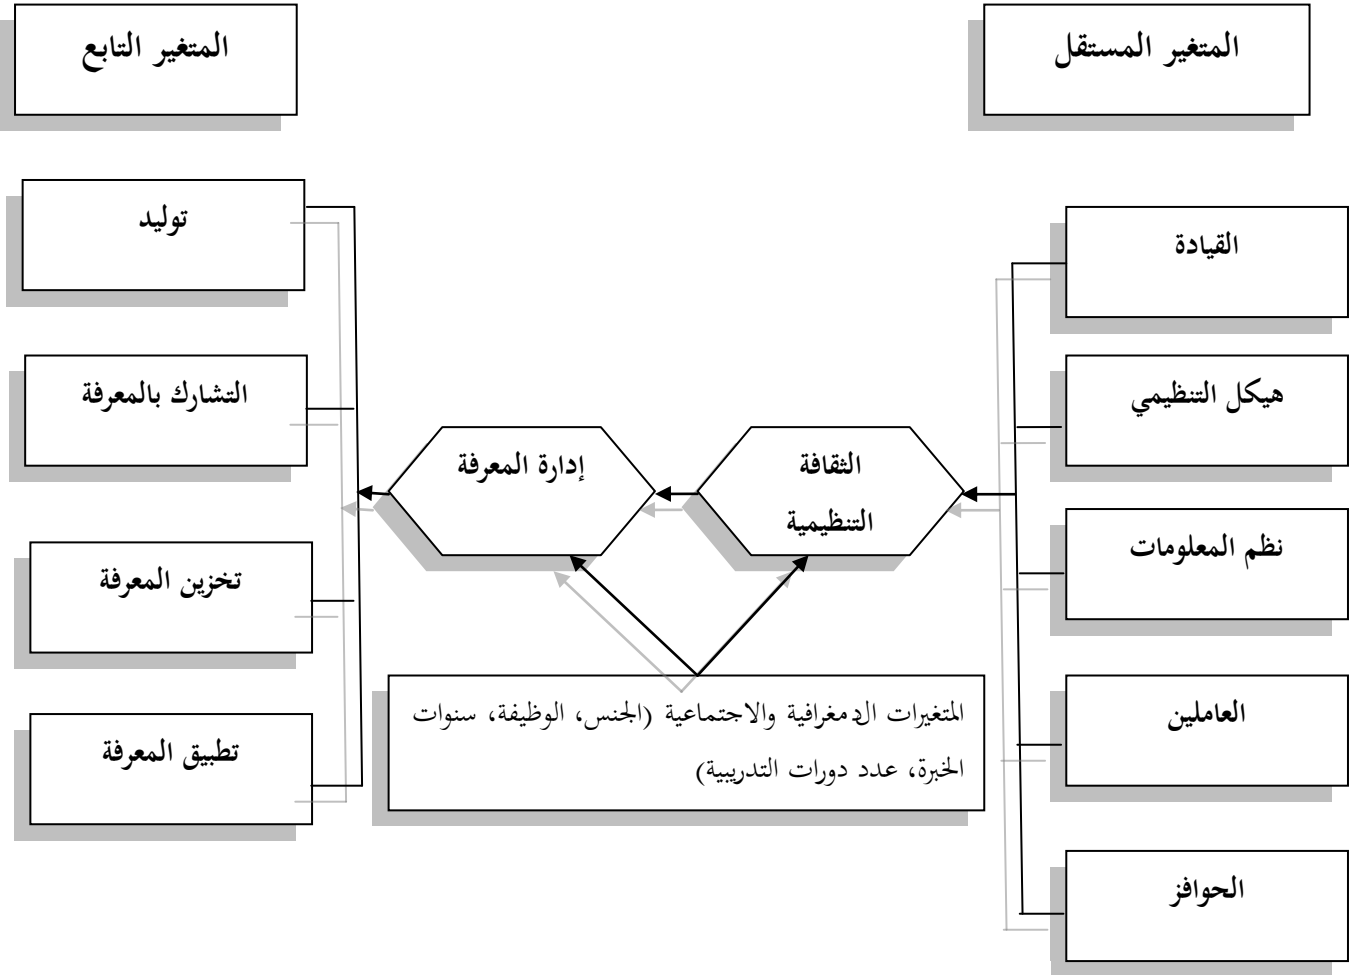 المتغير المستقل
المتغير التابع
القيادة
هيكل التنظيمي
نظم المعلومات
العاملين
الحوافز
الثقافة
التنظيمية
إدارة المعرفة
توليد
التشارك بالمعرفة
تخزين المعرفة
تطبيق المعرفة
المتغيرات الدمغرافية والاجتماعية (الجنس، الوظيفة، سنوات
الخبرة، عدد دورات التدريبية)